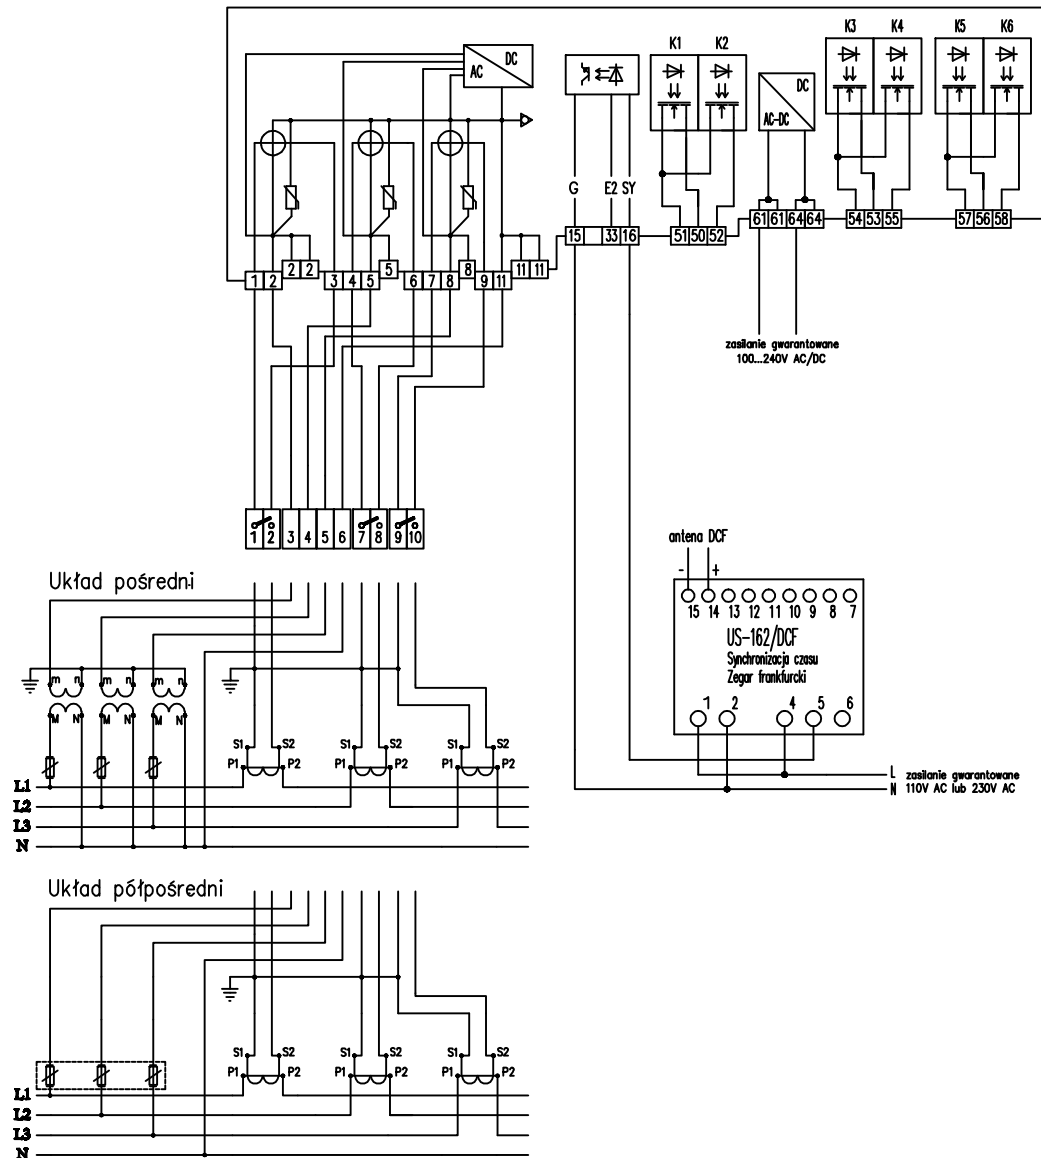 K1 K2 K3 K4 K5 K6
AC DC
AC-DC DC
G E2 SY
61 61 64 64
54 53 55
57 56 58
15 33 16
51 50 52
2 2 5 8 11 11
1 2 3 4 5 6 7 8 9 11
zasilanie gwarantowane
100...240V AC/DC
1 2 3 4 5 6 7 8 9 10
antena DCF
- +
15 14 13 12 11 10 9 8 7
US-162/DCF
Synchronizacja czasu
Zegar frankfurcki
1 2 4 5 6
L zasilanie gwarantowane
N 110V AC lub 230V AC
Układ pośredni
m n m n m n
M N M N M N
S1 S2 S1 S2 S1 S2
P1 P2 P1 P2 P1 P2
L1
L2
L3
N
Układ półpośredni
S1 S2 S1 S2 S1 S2
P1 P2 P1 P2 P1 P2
L1
L2
L3
N